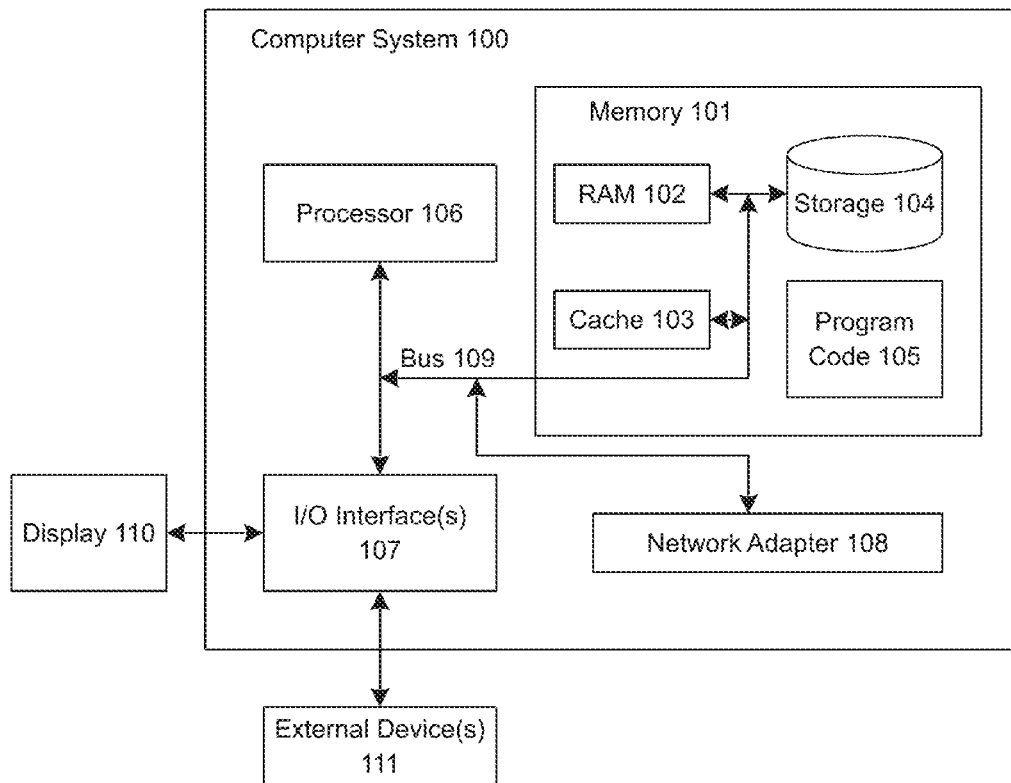 Computer System 100
Memory 101
RAM 102
Storage 104
Processor 106
Cache 103
Program
Code 105
Bus 109
Display 110
I/O Interface(s)
107
Network Adapter 108
External Device(s)
111